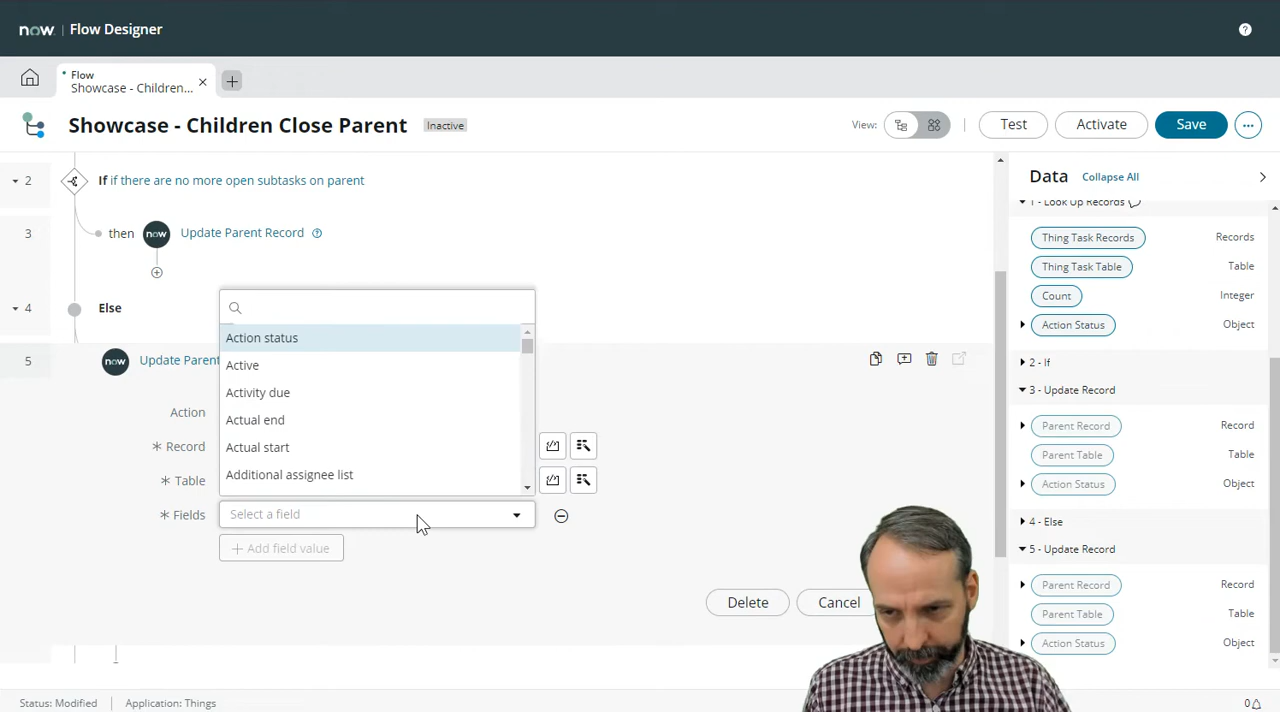 now. Flow Designer
Flow
Showcase - Children...
Showcase - Children Close Parent
Inactive
View:
Test
Activate
Save
2
If if there are no more open subtasks on parent
3
then now Update Parent Record
4
Else
Action status
Active
Activity due
Actual end
Actual start
Additional assignee list
5
now Update Parent
Action
* Record
* Table
* Fields
Select a field
+ Add field value
Delete
Cancel
Data
Collapse All
1 - Look Up Records
Thing Task Records Records
Thing Task Table Table
Count Integer
Action Status Object
2 - If
3 - Update Record
Parent Record Record
Parent Table Table
Action Status Object
4 - Else
5 - Update Record
Parent Record Record
Parent Table Table
Action Status Object
Status: Modified
Application: Things
0